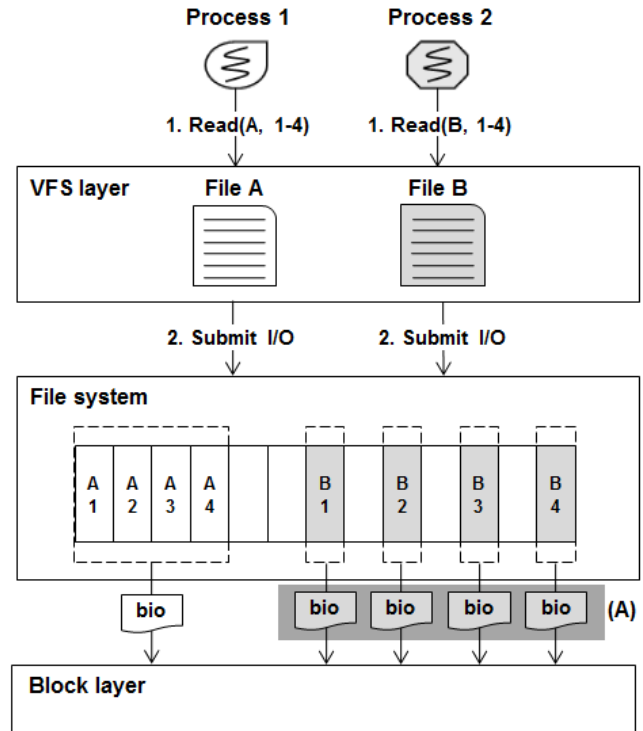 Process 1 Process 2
1. Read(A, 1-4) 1. Read(B, 1-4)
VFS layer File A File B
2. Submit I/O 2. Submit I/O
File system
A A A A B B B B
1 2 3 4 1 2 3 4
bio bio bio bio bio (A)
Block layer